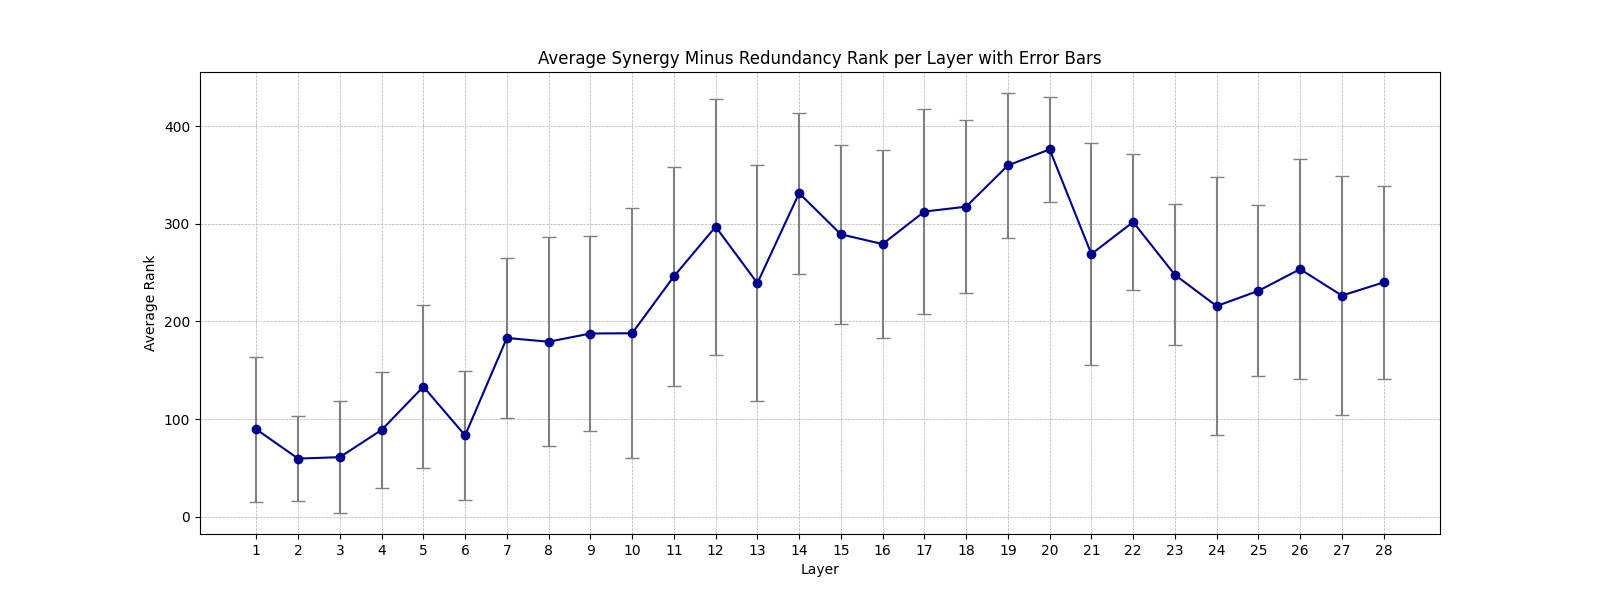 Average Synergy Minus Redundancy Rank per Layer with Error Bars
Average Rank
400
300
200
100
0
1 2 3 4 5 6 7 8 9 10 11 12 13 14 15 16 17 18 19 20 21 22 23 24 25 26 27 28
Layer